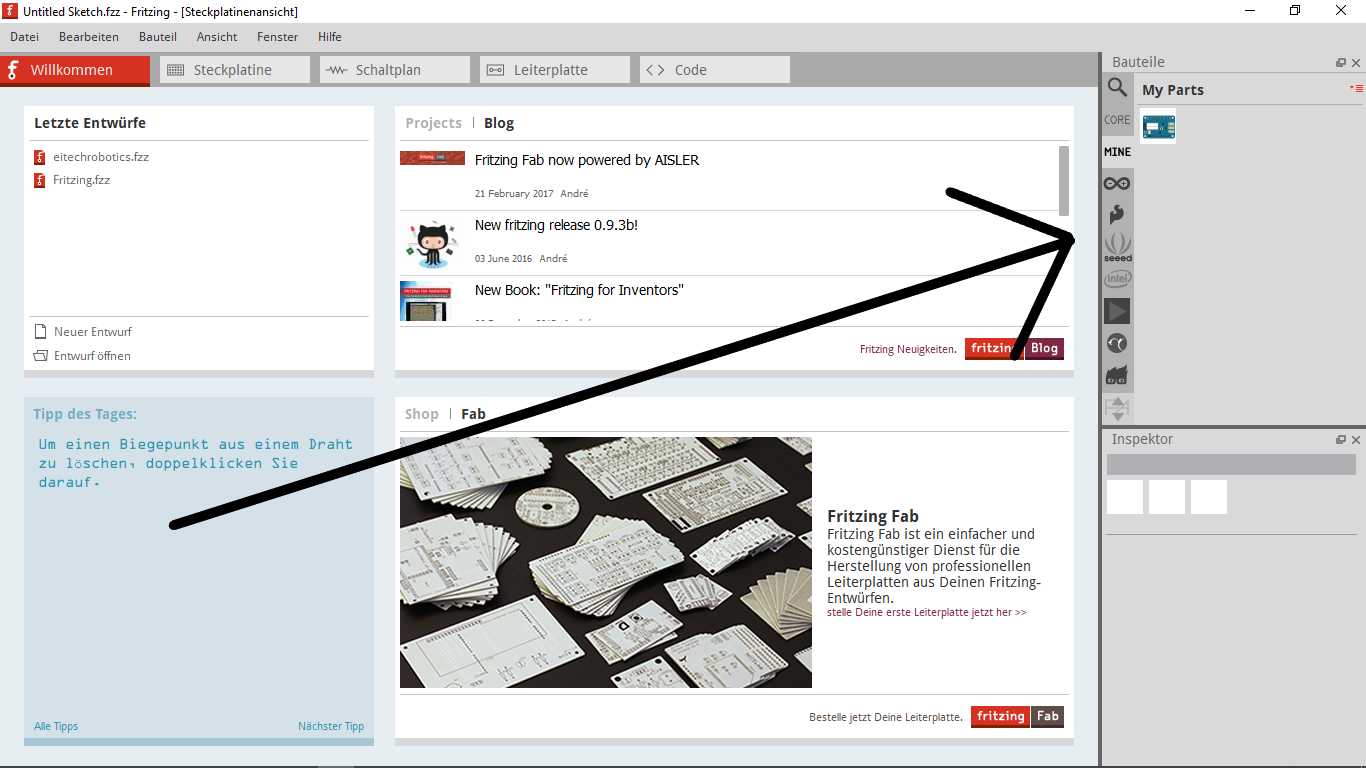 Untitled Sketch.fzz - Fritzing - [Steckplatinenansicht]
Datei Bearbeiten Bauteil Ansicht Fenster Hilfe
Willkommen Steckplatine Schaltplan Leiterplatte Code
Letzte Entwürfe
eitechrobotics.fzz
Fritzing.fzz
Neuer Entwurf
Entwurf öffnen
Projects | Blog
Fritzing Fab now powered by AISLER
21 February 2017 André
New fritzing release 0.9.3b!
03 June 2016 André
New Book: "Fritzing for Inventors"
Fritzing Neuigkeiten. fritzing Blog
Tipp des Tages:
Um einen Biegepunkt aus einem Draht
zu löschen, doppelklicken Sie
darauf.
Alle Tipps Nächster Tipp
Shop | Fab
Fritzing Fab
Fritzing Fab ist ein einfacher und
kostengünstiger Dienst für die
Herstellung von professionellen
Leiterplatten aus Deinen Fritzing-
Entwürfen.
stelle Deine erste Leiterplatte jetzt her >>
Bestelle jetzt Deine Leiterplatte. fritzing Fab
Bauteile
My Parts
CORE
MINE
seeed
intel
Inspektor